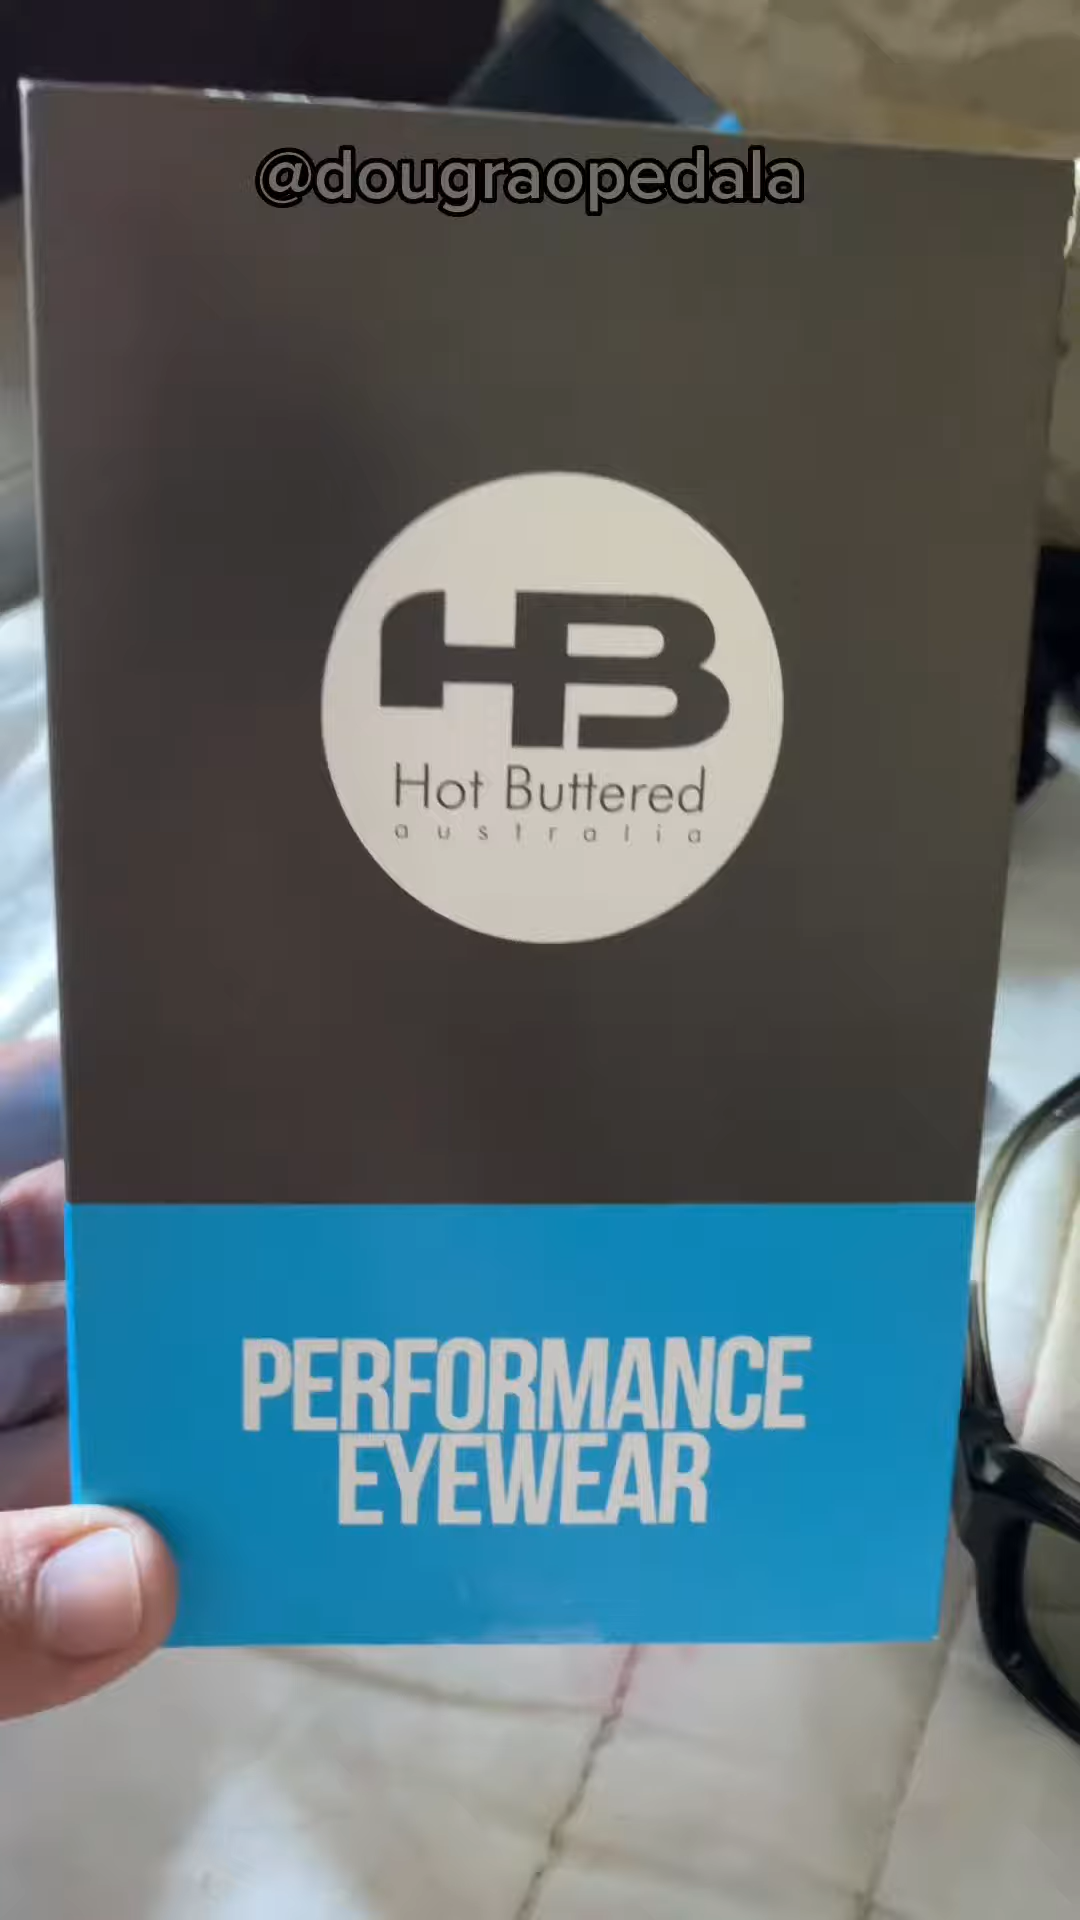 @dougraopedala
HB
Hot Buttered
australia
PERFORMANCE
EYEWEAR